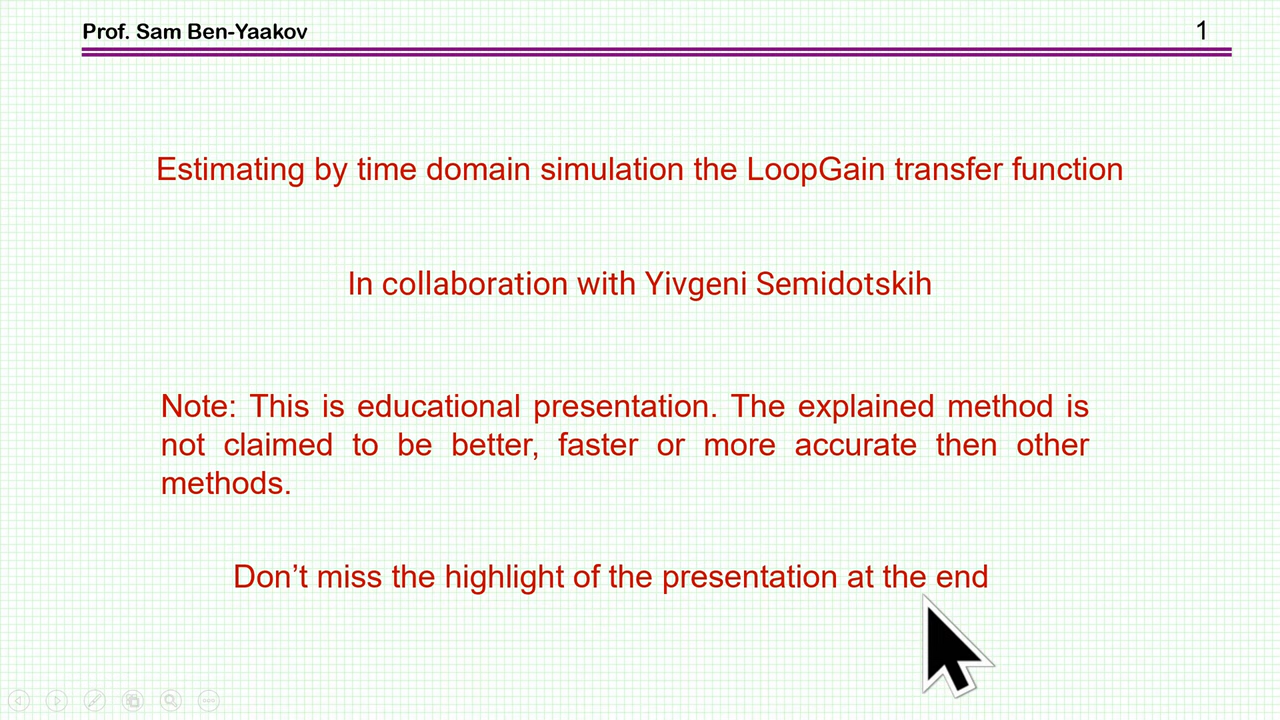 Prof. Sam Ben-Yaakov
1
Estimating by time domain simulation the LoopGain transfer function
In collaboration with Yivgeni Semidotskih
Note: This is educational presentation. The explained method is
not claimed to be better, faster or more accurate then other
methods.
Don’t miss the highlight of the presentation at the end